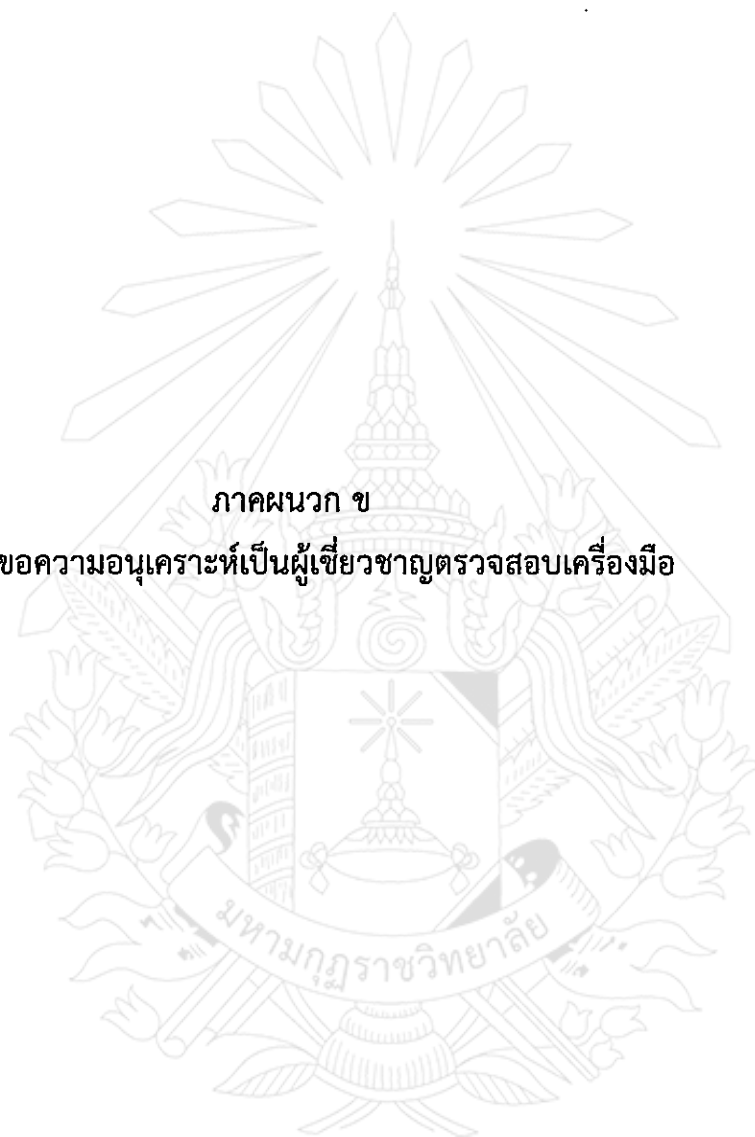 ภาคผนวก ข
ขอความอนุเคราะห์เป็นผู้เชี่ยวชาญตรวจสอบเครื่องมือ
มหามกุฏราชวิทยาลัย